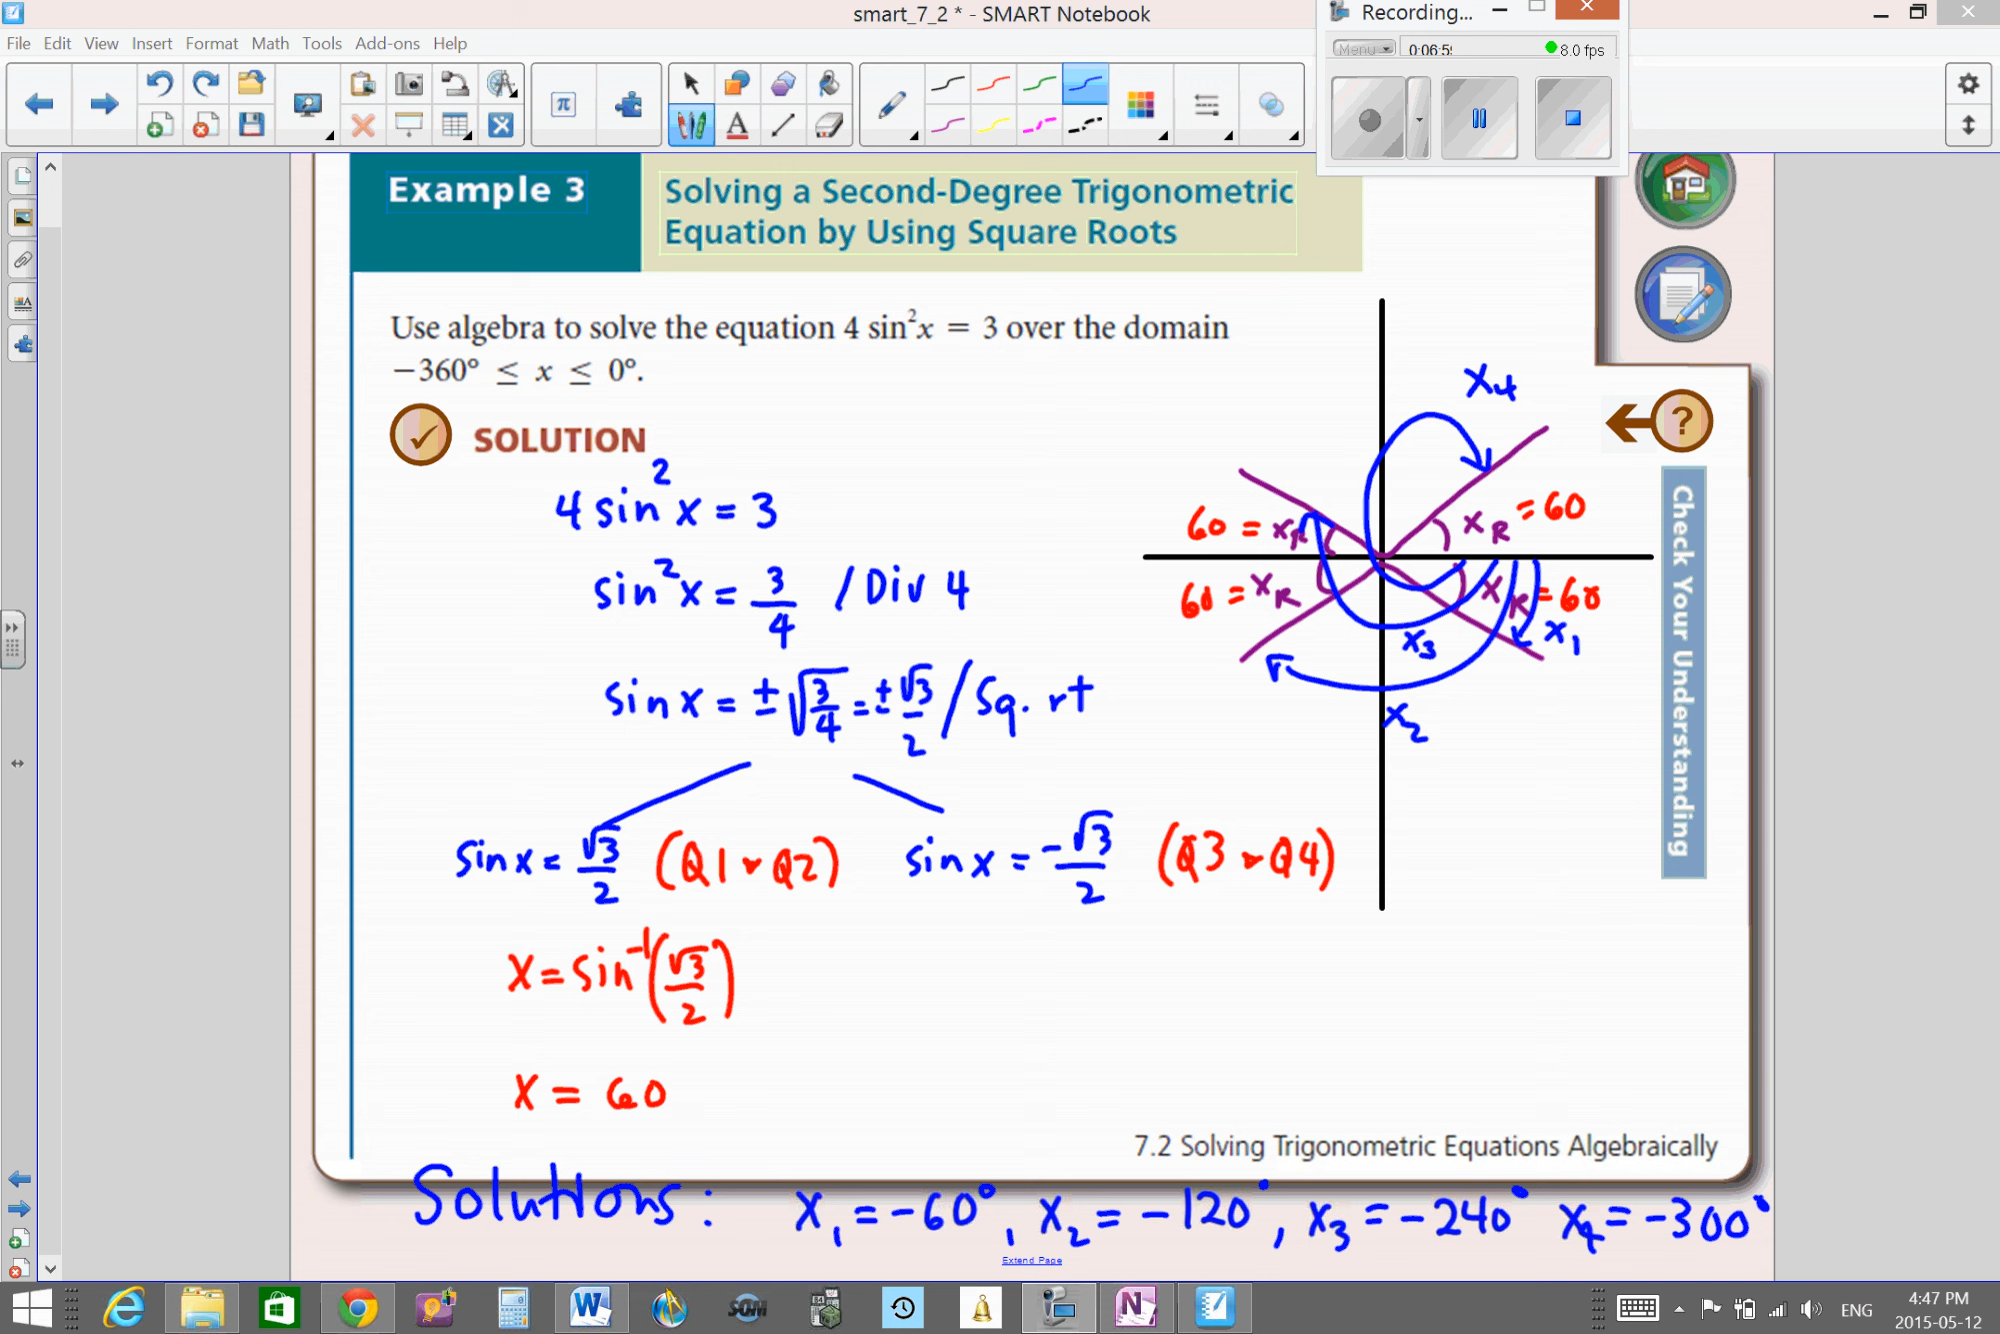 smart_7_2 * - SMART Notebook
Recording...
File Edit View Insert Format Math Tools Add-ons Help
Menu 0:06:5 8.0 fps
π
A
Example 3
Solving a Second-Degree Trigonometric
Equation by Using Square Roots
Use algebra to solve the equation 4 sin²x = 3 over the domain
−360° ≤ x ≤ 0°.
SOLUTION
?
Check Your Understanding
4 sin²x = 3
sin²x = 3/4 / Div 4
sin x = ±√(3/4) = ±√3/2 / Sq. rt
sin x = √3/2 (Q1 & Q2) sin x = -√3/2 (Q3 & Q4)
x = sin⁻¹(√3/2)
x = 60
x₄
60 = x_R
x_R = 60
60 = x_R
x_R = 60
x₁
x₃
x₂
7.2 Solving Trigonometric Equations Algebraically
Solutions: x₁ = -60°, x₂ = -120°, x₃ = -240° x₄ = -300°
Extend Page
ENG
4:47 PM
2015-05-12